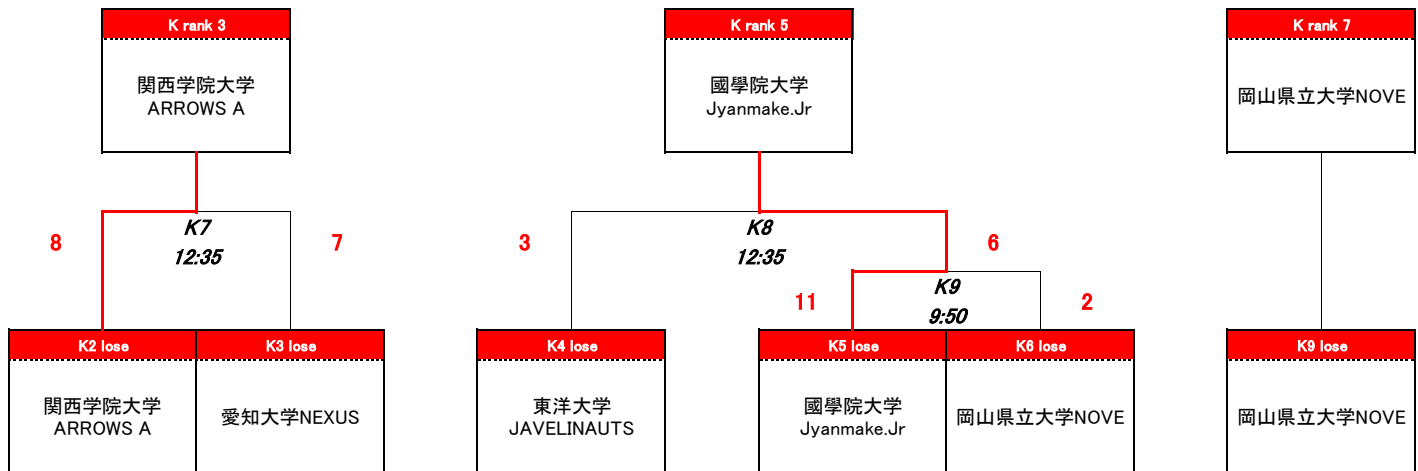 K rank 3
K rank 5
K rank 7
関西学院大学
ARROWS A
國學院大学
Jyanmake.Jr
岡山県立大学NOVE
8
K7
12:35
7
3
K8
12:35
6
11
K9
9:50
2
K2 lose
K3 lose
K4 lose
K5 lose
K6 lose
K9 lose
関西学院大学
ARROWS A
愛知大学NEXUS
東洋大学
JAVELINAUTS
國學院大学
Jyanmake.Jr
岡山県立大学NOVE
岡山県立大学NOVE